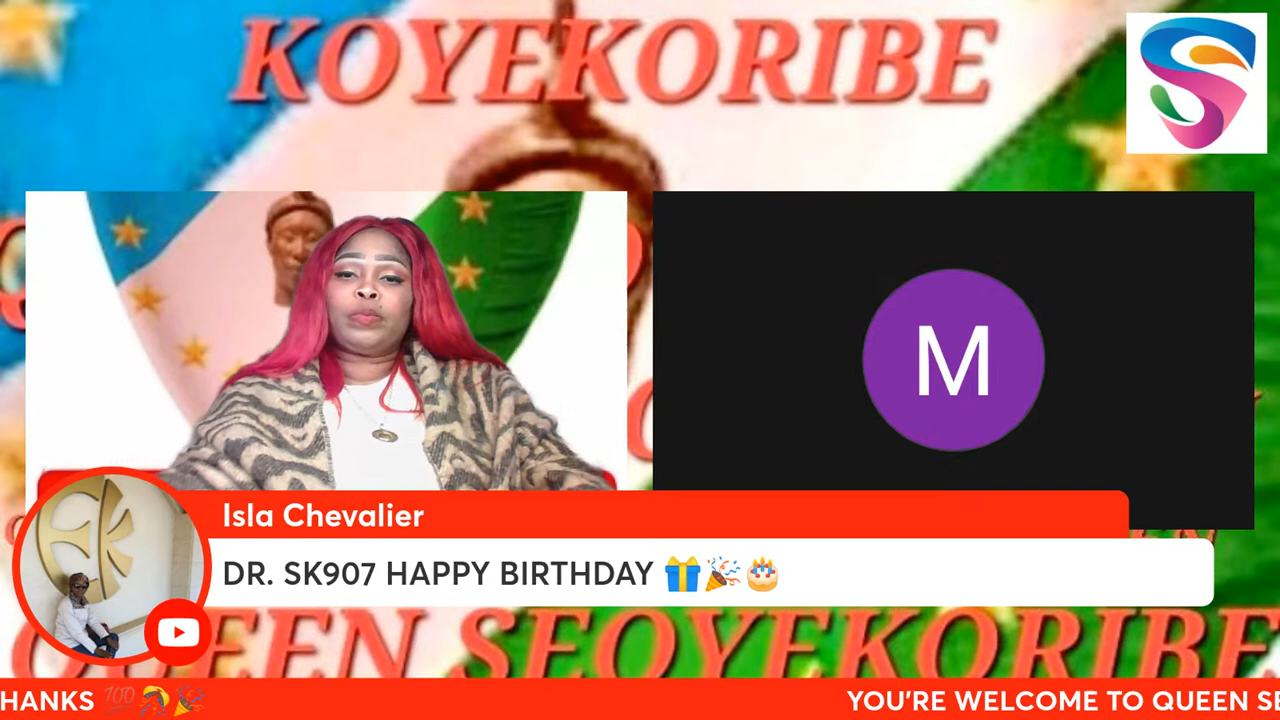 KOYEKORIBE
M
Isla Chevalier
DR. SK907 HAPPY BIRTHDAY 🎁🎉🎂
QUEEN SEOYEKORIBE
HANKS 💯 🎊 🎉 YOU'RE WELCOME TO QUEEN SE